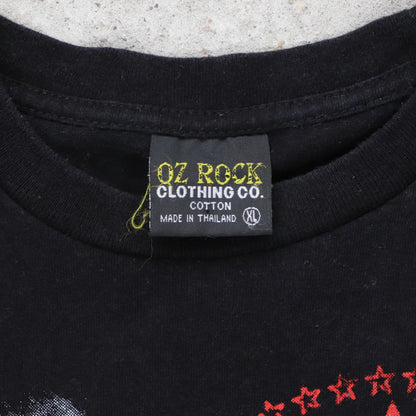 OZ ROCK
CLOTHING CO.
COTTON
MADE IN THAILAND XL